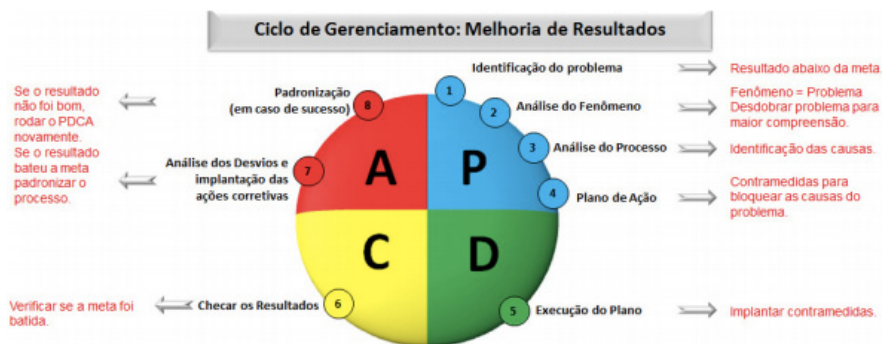 Ciclo de Gerenciamento: Melhoria de Resultados
Identificação do problema
Resultado abaixo da meta
1
Padronização
(em caso de sucesso)
8
Se o resultado
não foi bom,
rodar o PDCA
novamente.
Se o resultado
bateu a meta
padronizar o
processo.
2
Análise do Fenômeno
Fenômeno = Problema
Desdobrar problema para
maior compreensão.
3
Análise do Processo
Identificação das causas.
Análise dos Desvios e
implantação das
ações corretivas
7
A
P
4
Plano de Ação
Contramedidas para
bloquear as causas do
problema.
C
D
Verificar se a meta foi
batida.
Checar os Resultados
6
5
Execução do Plano
Implantar contramedidas.